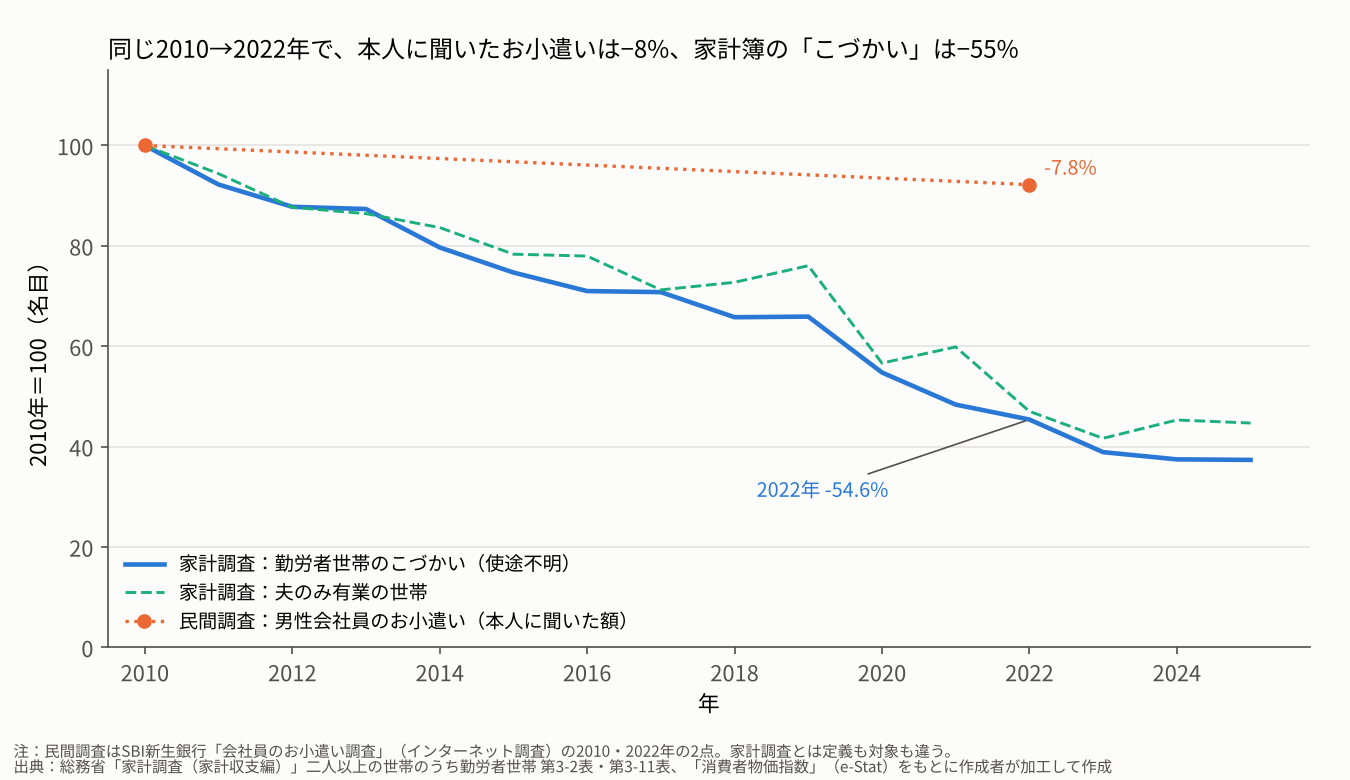 同じ2010→2022年で、本人に聞いたお小遣いは−8%、家計簿の「こづかい」は−55%
2010年＝100（名目）
100
80
60
40
20
0
-7.8%
2022年 -54.6%
家計調査：勤労者世帯のこづかい（使途不明）
家計調査：夫のみ有業の世帯
民間調査：男性会社員のお小遣い（本人に聞いた額）
2010
2012
2014
2016
2018
2020
2022
2024
年
注：民間調査はSBI新生銀行「会社員のお小遣い調査」（インターネット調査）の2010・2022年の2点。家計調査とは定義も対象も違う。
出典：総務省「家計調査（家計収支編）」二人以上の世帯のうち勤労者世帯 第3-2表・第3-11表、「消費者物価指数」（e-Stat）をもとに作成者が加工して作成